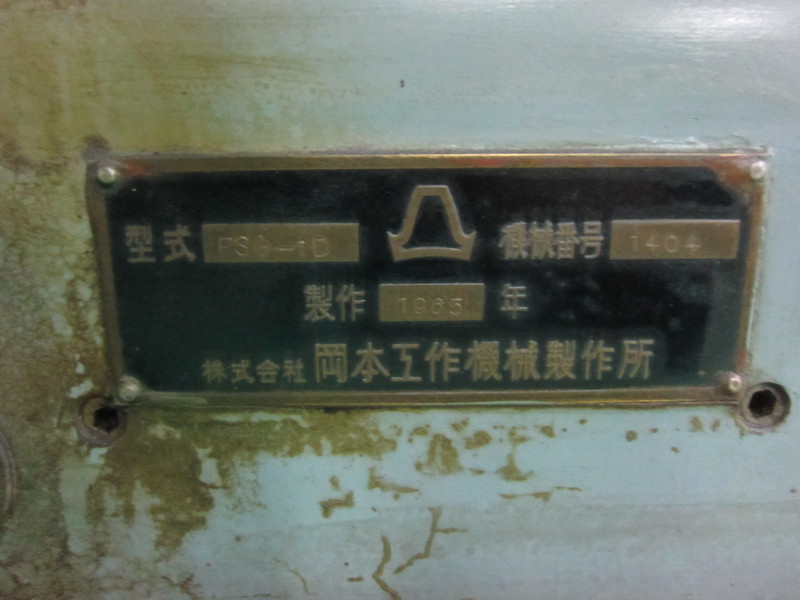 型式 機械番号 1404
製作 1965 年
株式会社 岡本工作機械製作所